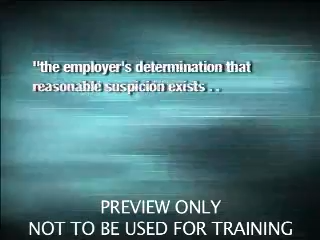 "the employer's determination that
reasonable suspicion exists . .
PREVIEW ONLY
NOT TO BE USED FOR TRAINING